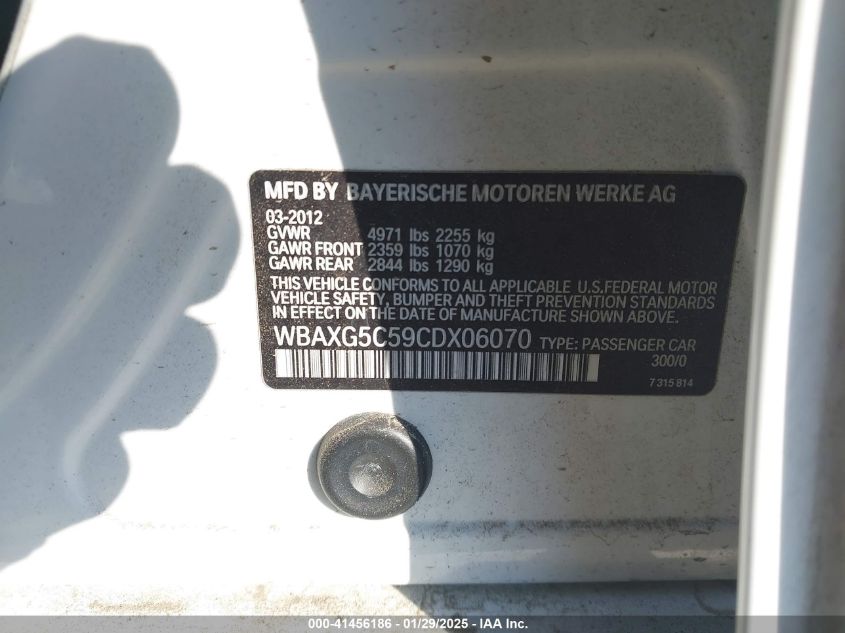 MFD BY BAYERISCHE MOTOREN WERKE AG
03-2012
GVWR 4971 lbs 2255 kg
GAWR FRONT 2359 lbs 1070 kg
GAWR REAR 2844 lbs 1290 kg
THIS VEHICLE CONFORMS TO ALL APPLICABLE U.S.FEDERAL MOTOR
VEHICLE SAFETY, BUMPER AND THEFT PREVENTION STANDARDS
IN EFFECT ON THE DATE OF MANUFACTURE SHOWN ABOVE.
WBAXG5C59CDX06070 TYPE: PASSENGER CAR
300/0
7 315 814
000-41456186 - 01/29/2025 - IAA Inc.